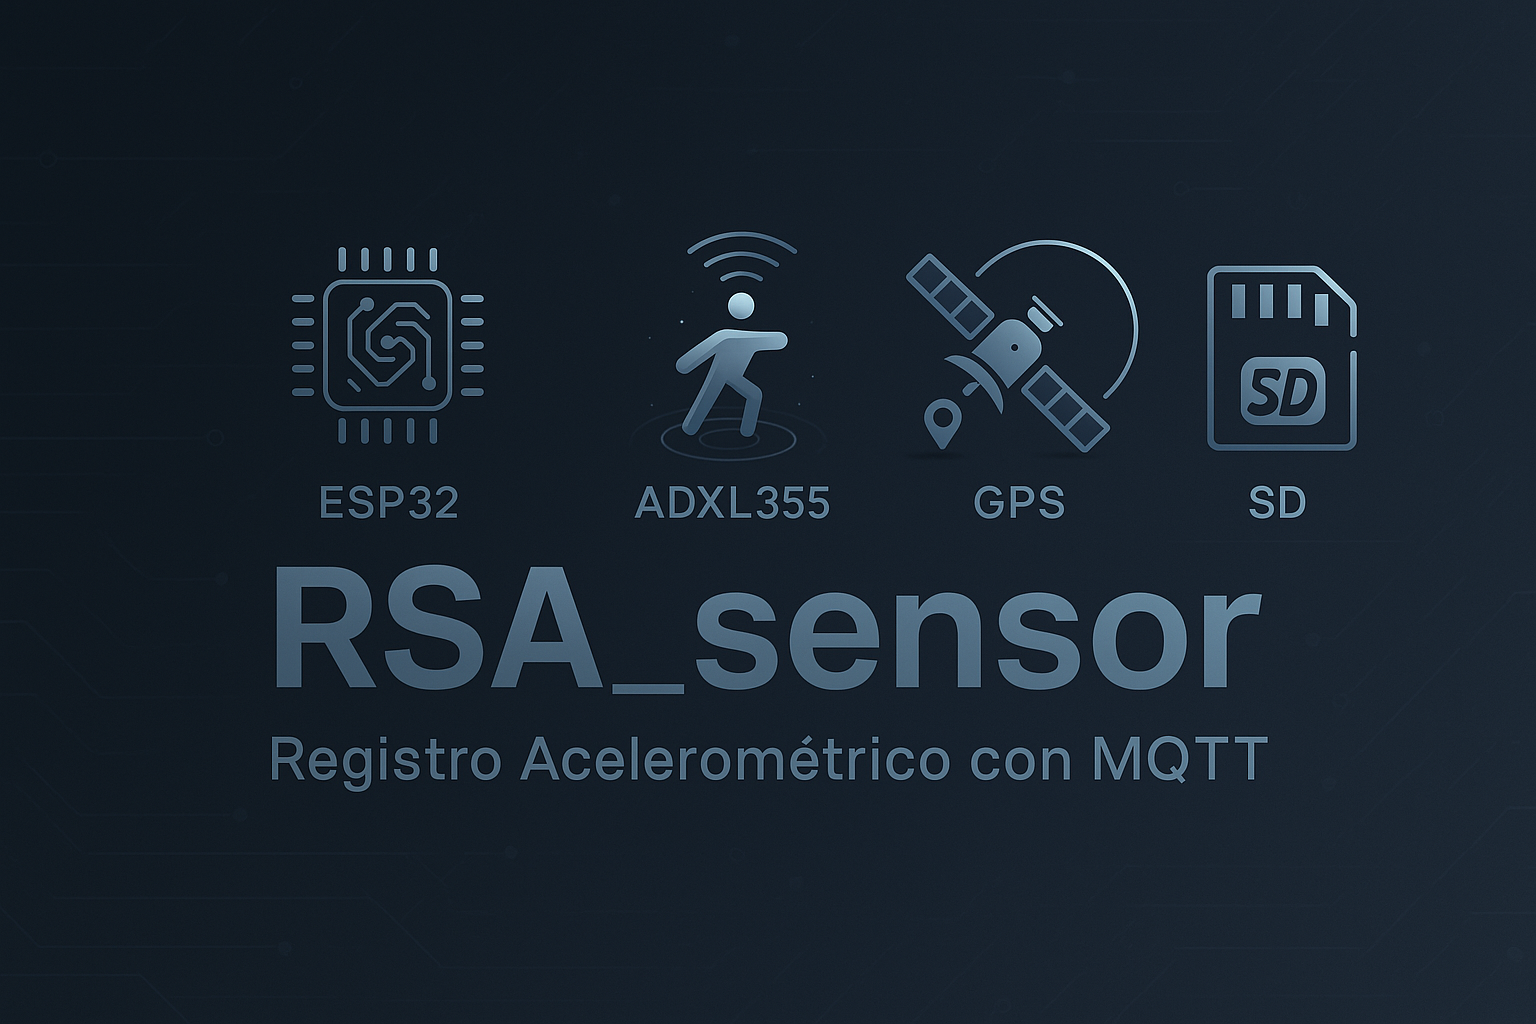 SD
ESP32 ADXL355 GPS SD
RSA_sensor
Registro Acelerométrico con MQTT